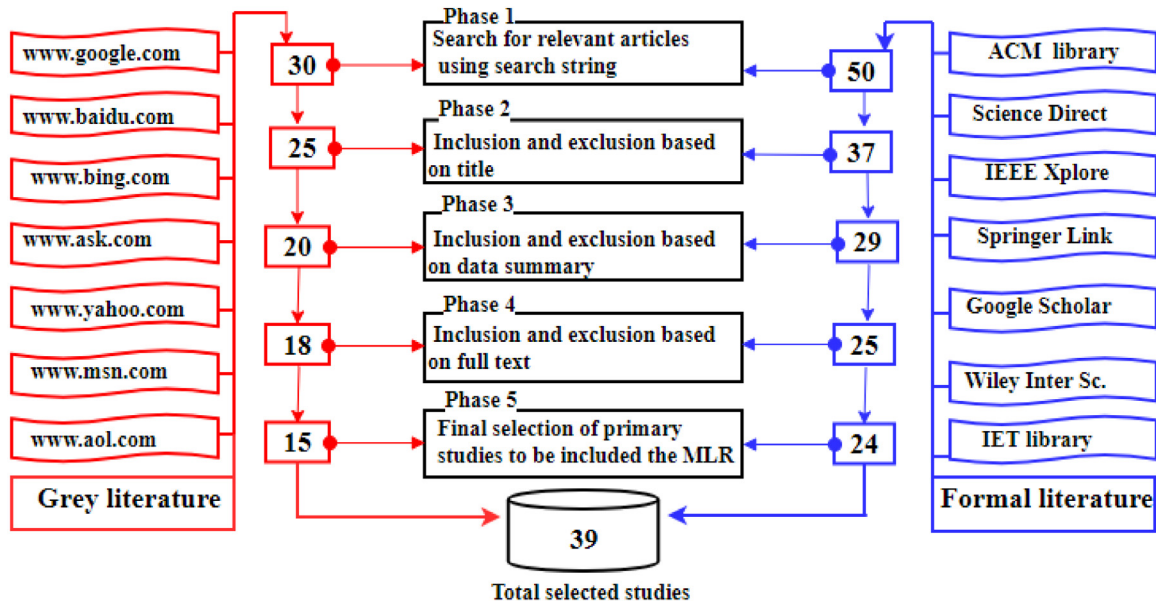 www.google.com
www.baidu.com
www.bing.com
www.ask.com
www.yahoo.com
www.msn.com
www.aol.com
Grey literature
30
25
20
18
15
Phase 1
Search for relevant articles
using search string
Phase 2
Inclusion and exclusion based
on title
Phase 3
Inclusion and exclusion based
on data summary
Phase 4
Inclusion and exclusion based
on full text
Phase 5
Final selection of primary
studies to be included the MLR
39
Total selected studies
50
37
29
25
24
ACM library
Science Direct
IEEE Xplore
Springer Link
Google Scholar
Wiley Inter Sc.
IET library
Formal literature